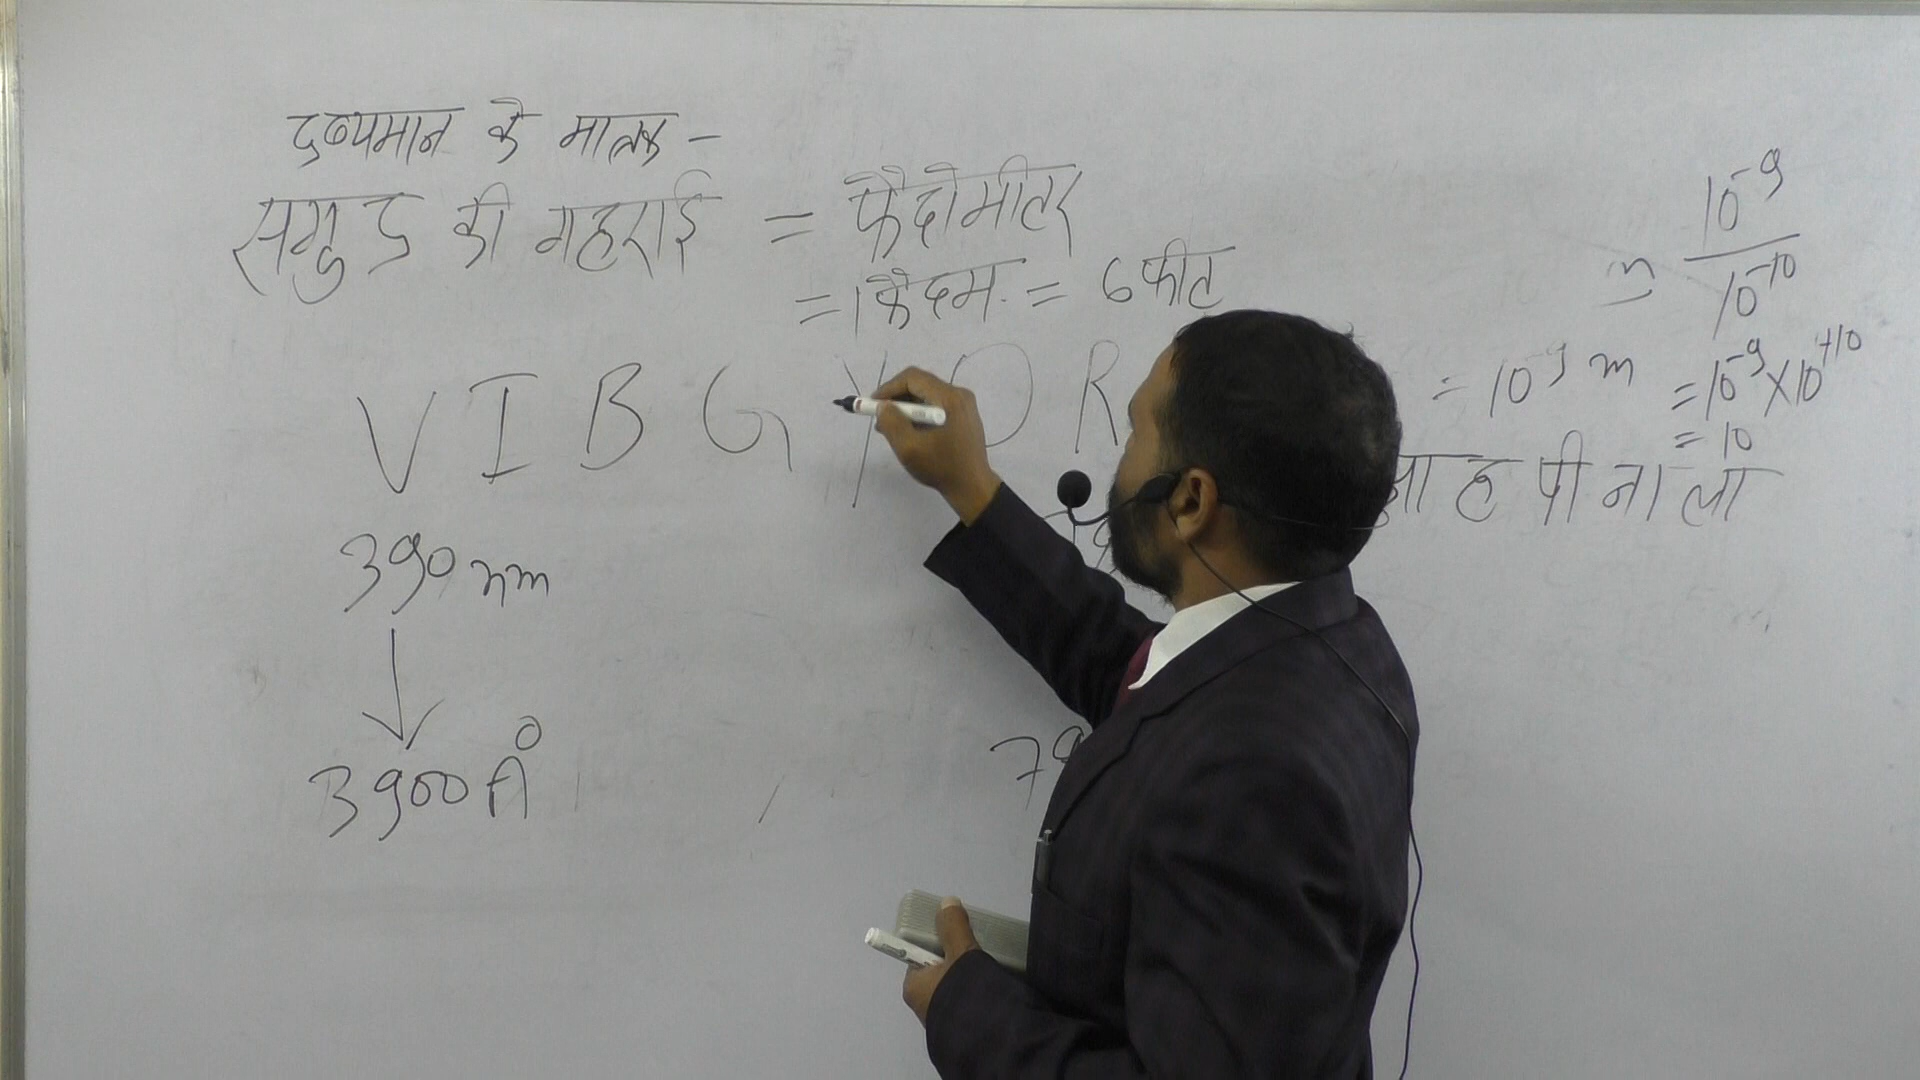 द्रव्यमान के मात्रक -
समुद्र की गहराई = फैदोमीटर
= 1 फैदम = 6 फीट
V I B G Y O R
390 nm
3900 Å
10⁻⁹
10⁻¹⁰
= 10⁻⁹ m
= 10⁻⁹ × 10⁺¹⁰
= 10
आ ह पी ना ला